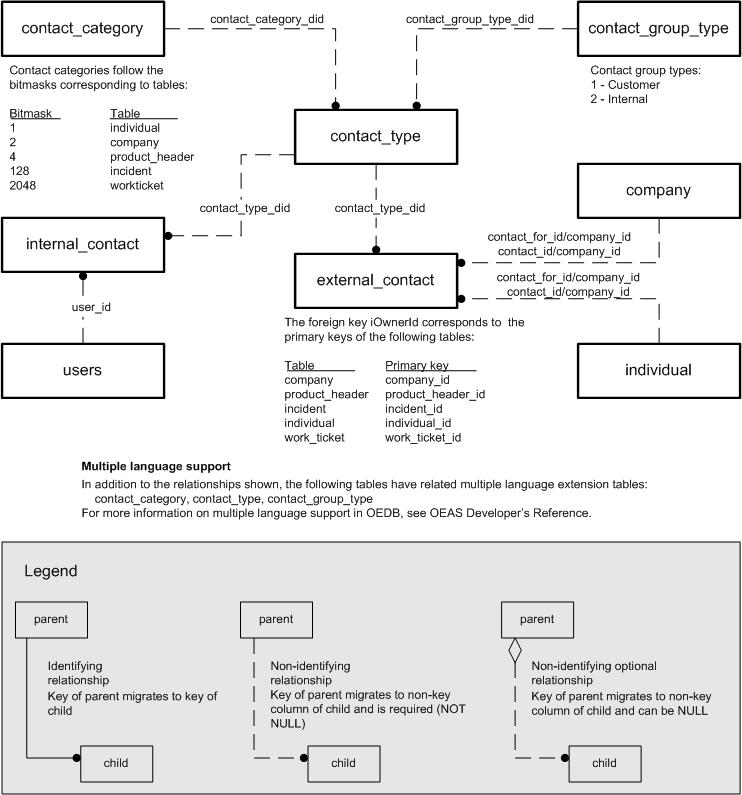 contact_category
contact_category_did
contact_group_type_did
contact_group_type
Contact categories follow the
bitmasks corresponding to tables:
Contact group types:
1 - Customer
2 - Internal
Bitmask Table
1 individual
2 company
4 product_header
128 incident
2048 workticket
contact_type
company
contact_type_did
contact_type_did
internal_contact
contact_for_id/company_id
contact_id/company_id
external_contact
contact_for_id/company_id
contact_id/company_id
user_id
The foreign key iOwnerId corresponds to the
primary keys of the following tables:
users
individual
Table Primary key
company company_id
product_header product_header_id
incident incident_id
individual individual_id
work_ticket work_ticket_id
Multiple language support
In addition to the relationships shown, the following tables have related multiple language extension tables:
contact_category, contact_type, contact_group_type
For more information on multiple language support in OEDB, see OEAS Developer's Reference.
Legend
parent
Identifying
relationship
Key of parent migrates to key of
child
child
parent
Non-identifying
relationship
Key of parent migrates to non-key
column of child and is required (NOT
NULL)
child
parent
Non-identifying optional
relationship
Key of parent migrates to non-key
column of child and can be NULL
child